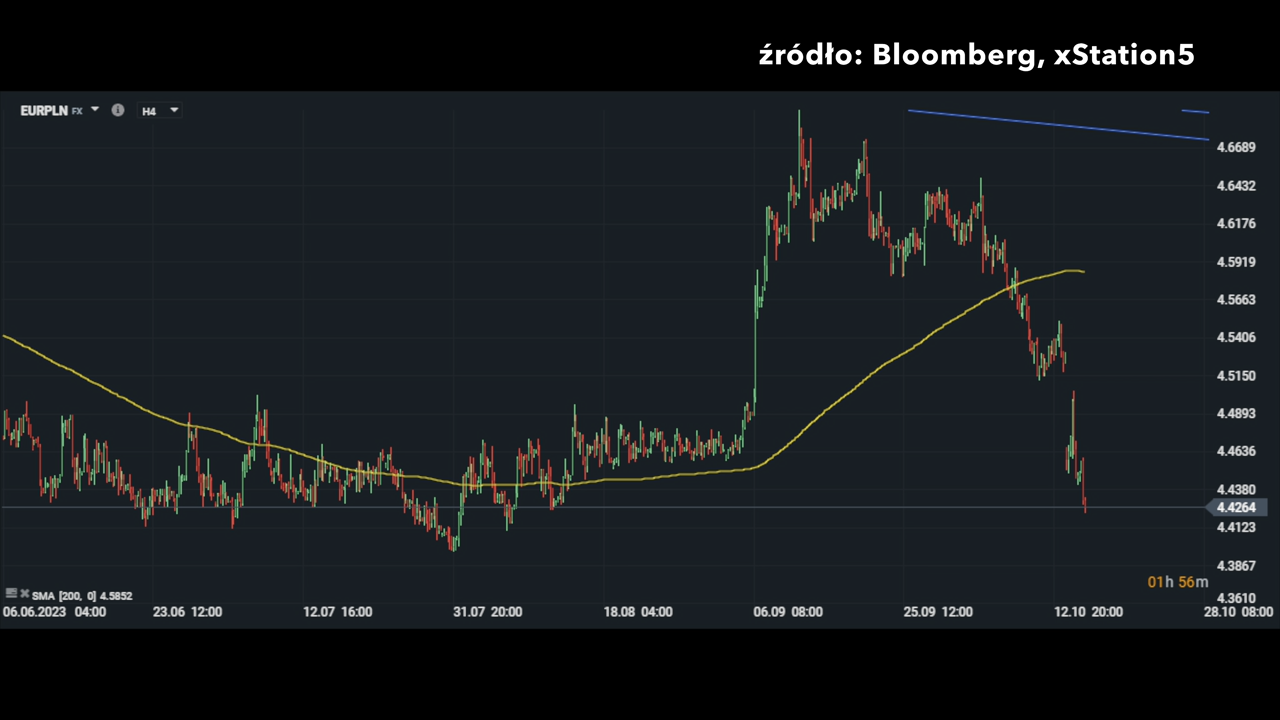 źródło: Bloomberg, xStation5
EURPLN FX H4
4.6689
4.6432
4.6176
4.5919
4.5663
4.5406
4.5150
4.4893
4.4636
4.4380
4.4264
4.4123
4.3867
01h 56m
SMA [200, 0] 4.5852
4.3610
06.06.2023 04:00 23.06 12:00 12.07 16:00 31.07 20:00 18.08 04:00 06.09 08:00 25.09 12:00 12.10 20:00 28.10 08:00